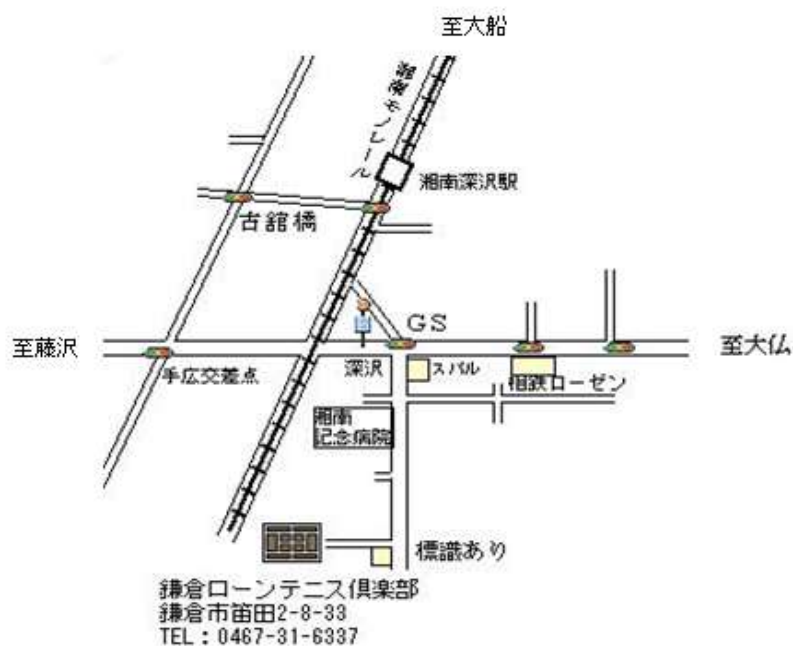 至大船
湘南モノレール
湘南深沢駅
古舘橋
GS
至藤沢
至大仏
手広交差点
深沢
スバル
相鉄ローゼン
湘南
記念病院
標識あり
鎌倉ローンテニス倶楽部
鎌倉市笛田2-8-33
TEL：0467-31-6337